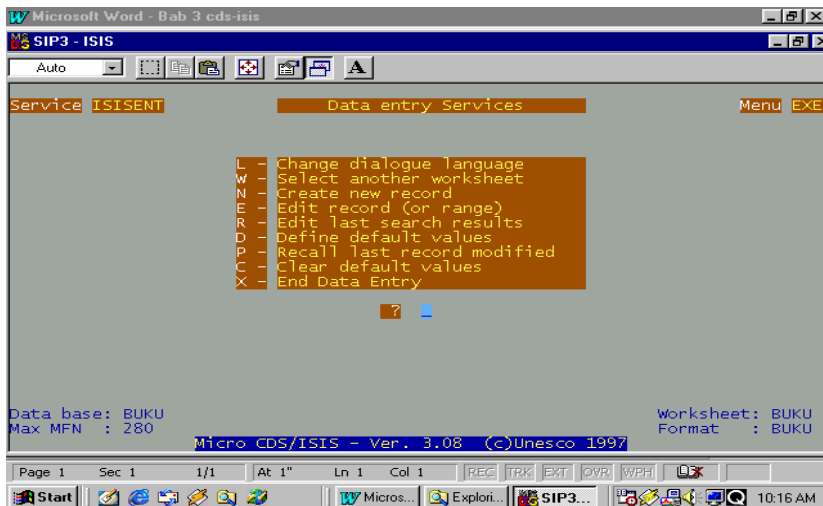 Microsoft Word - Bab 3 cds-isis
SIP3 - ISIS
Auto A
Service ISISENT Data entry Services Menu EXE
L - Change dialogue language
W - Select another worksheet
N - Create new record
E - Edit record (or range)
R - Edit last search results
D - Define default values
P - Recall last record modified
C - Clear default values
X - End Data Entry
?
Data base: BUKU Worksheet: BUKU
Max MFN : 280 Format : BUKU
Micro CDS/ISIS - Ver. 3.08 (c)Unesco 1997
Page 1 Sec 1 1/1 At 1" Ln 1 Col 1 REC TRK EXT OVR WPH
Start Micros... Explori... SIP3... 10:16 AM